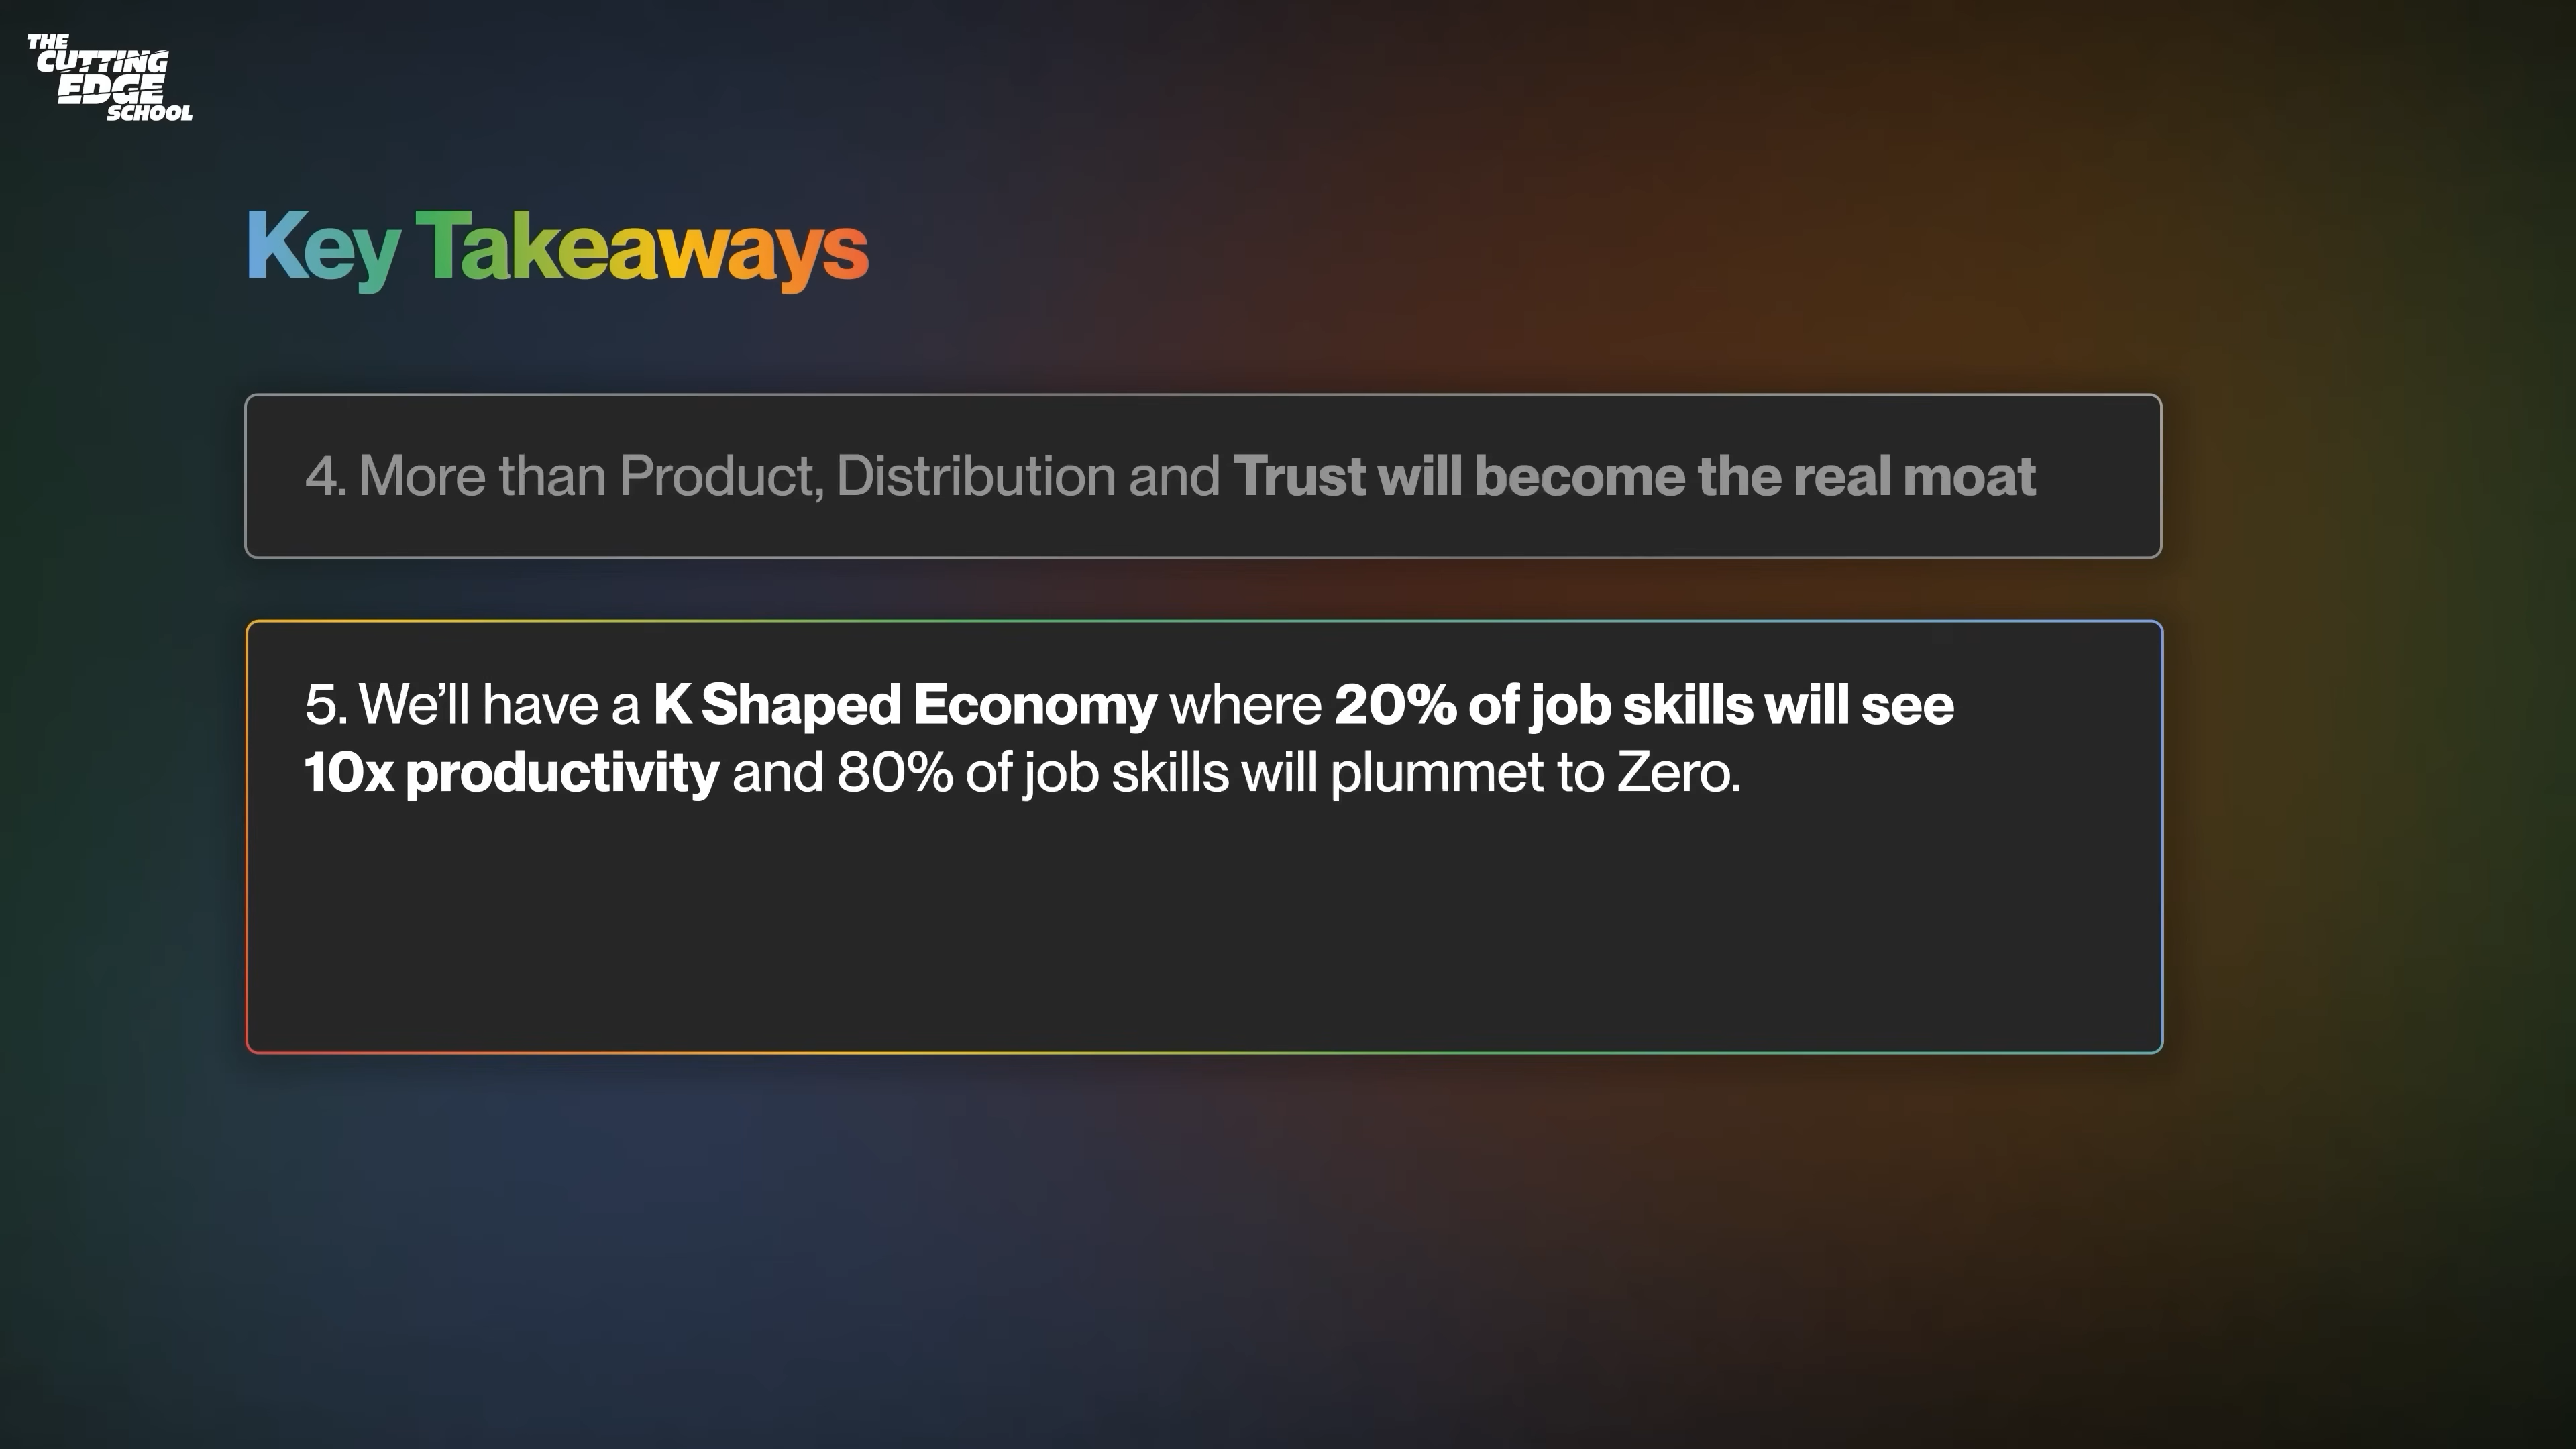 THE
CUTTING
EDGE
SCHOOL
Key Takeaways
4. More than Product, Distribution and Trust will become the real moat
5. We’ll have a K Shaped Economy where 20% of job skills will see
10x productivity and 80% of job skills will plummet to Zero.